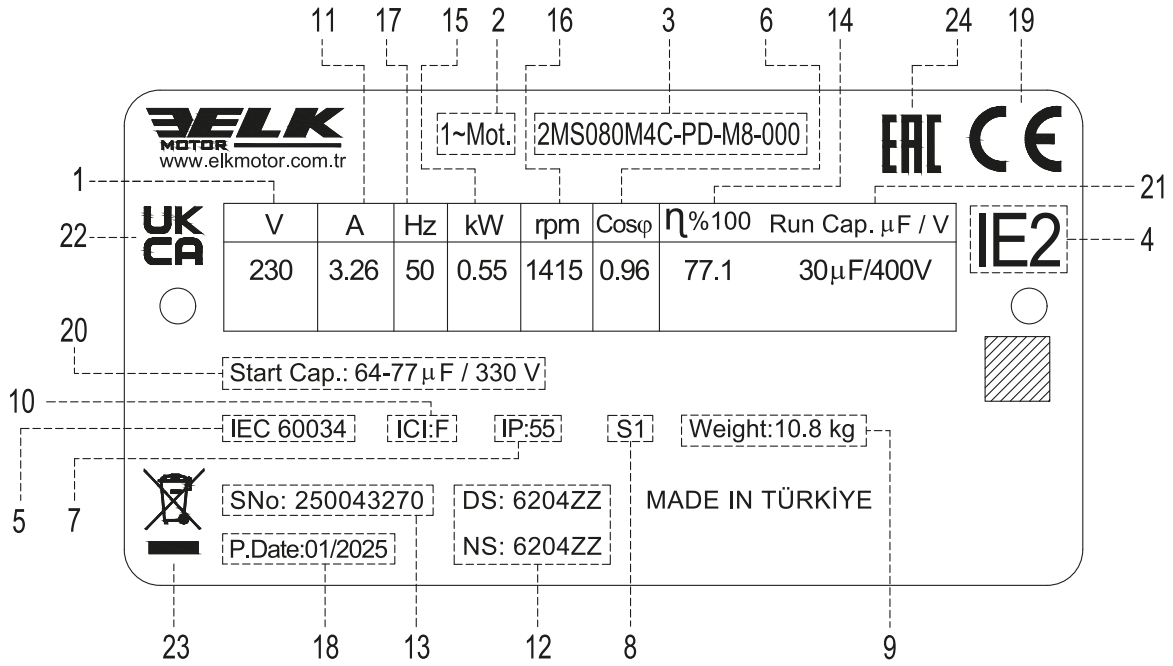 11 17 15 2 16 3 6 14 24 19
ELK
MOTOR
www.elkmotor.com.tr
1~Mot. 2MS080M4C-PD-M8-000
EAC CE
1
21
UK
CA
22
V A Hz kW rpm Cosφ η%100 Run Cap. μF / V
IE2
4
230 3.26 50 0.55 1415 0.96 77.1 30μF/400V
20
Start Cap.: 64-77μF / 330 V
10
IEC 60034 ICI:F IP:55 S1 Weight:10.8 kg
5 7
SNo: 250043270 DS: 6204ZZ MADE IN TÜRKİYE
P.Date:01/2025 NS: 6204ZZ
23 18 13 12 8 9